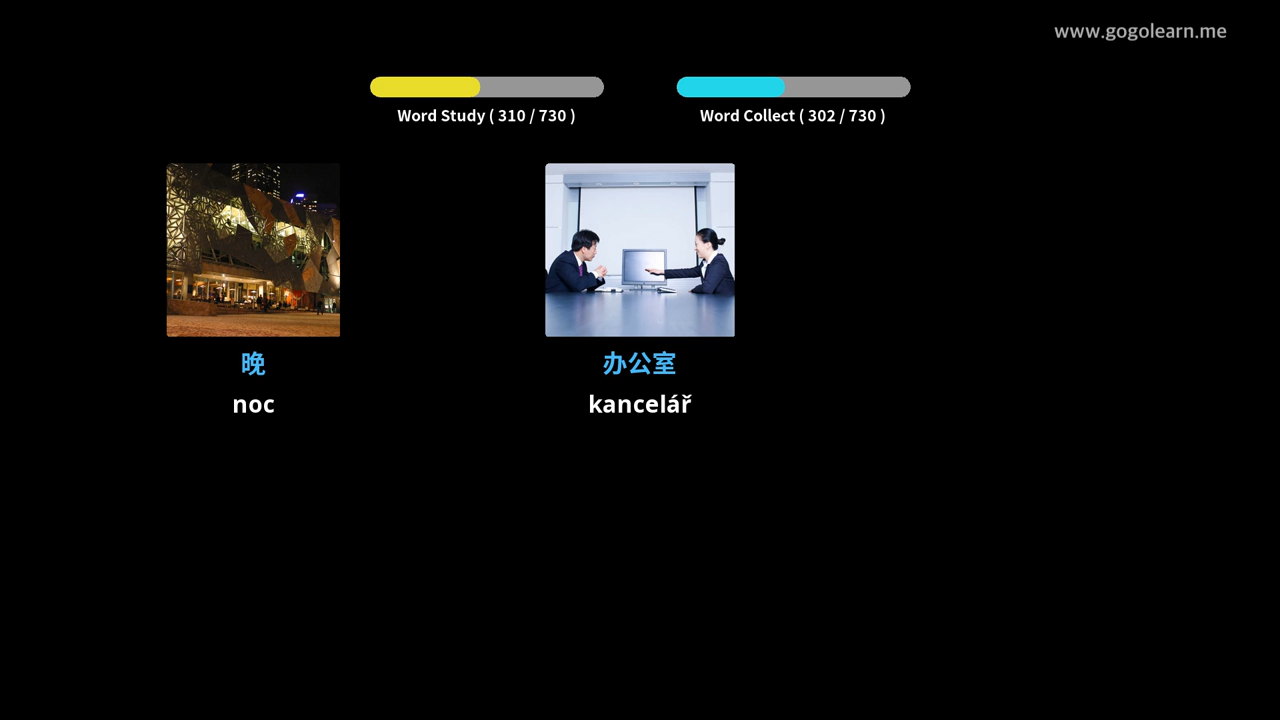 www.gogolearn.me
Word Study ( 310 / 730 )
Word Collect ( 302 / 730 )
晚
noc
办公室
kancelář